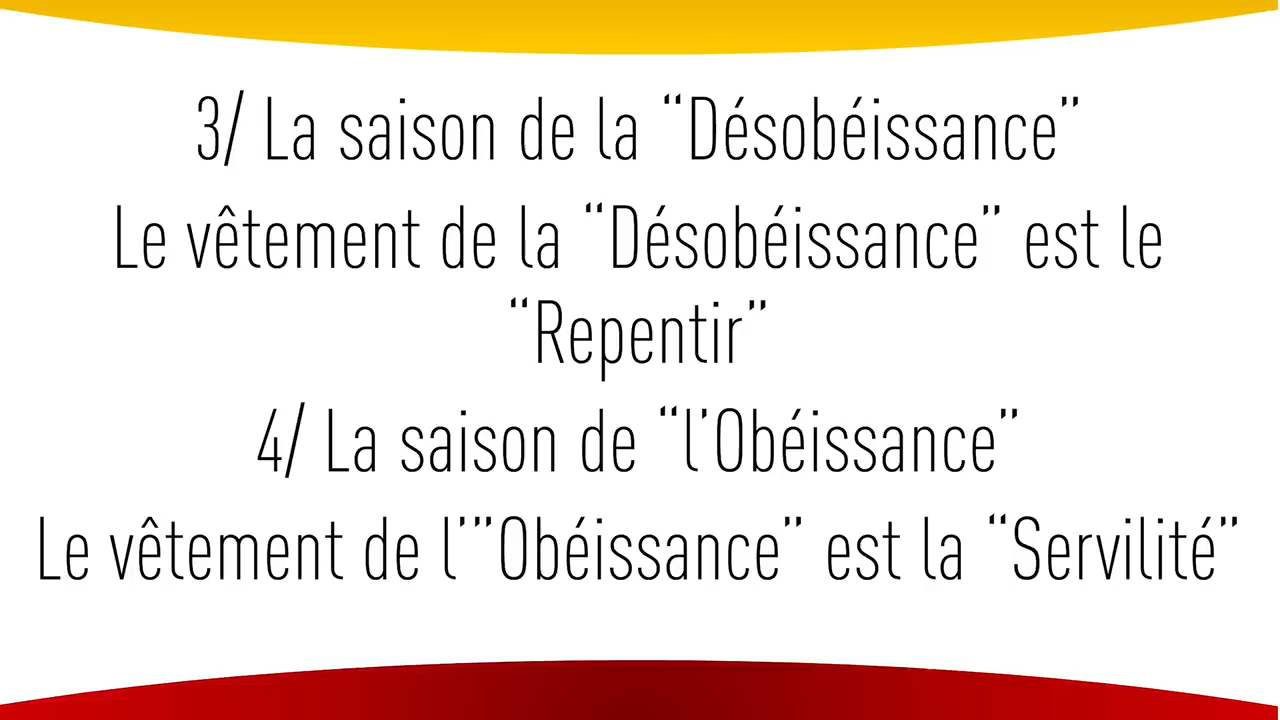 3/ La saison de la “Désobéissance”
Le vêtement de la “Désobéissance” est le
“Repentir”
4/ La saison de “l’Obéissance”
Le vêtement de l’”Obéissance” est la “Servilité”